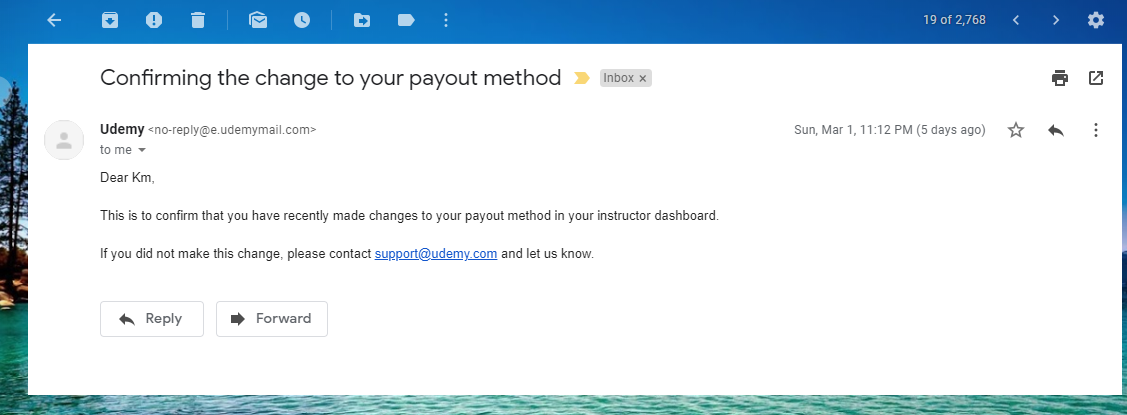 19 of 2,768
Confirming the change to your payout method Inbox x
Udemy <no-reply@e.udemymail.com> Sun, Mar 1, 11:12 PM (5 days ago)
to me
Dear Km,
This is to confirm that you have recently made changes to your payout method in your instructor dashboard.
If you did not make this change, please contact support@udemy.com and let us know.
Reply Forward